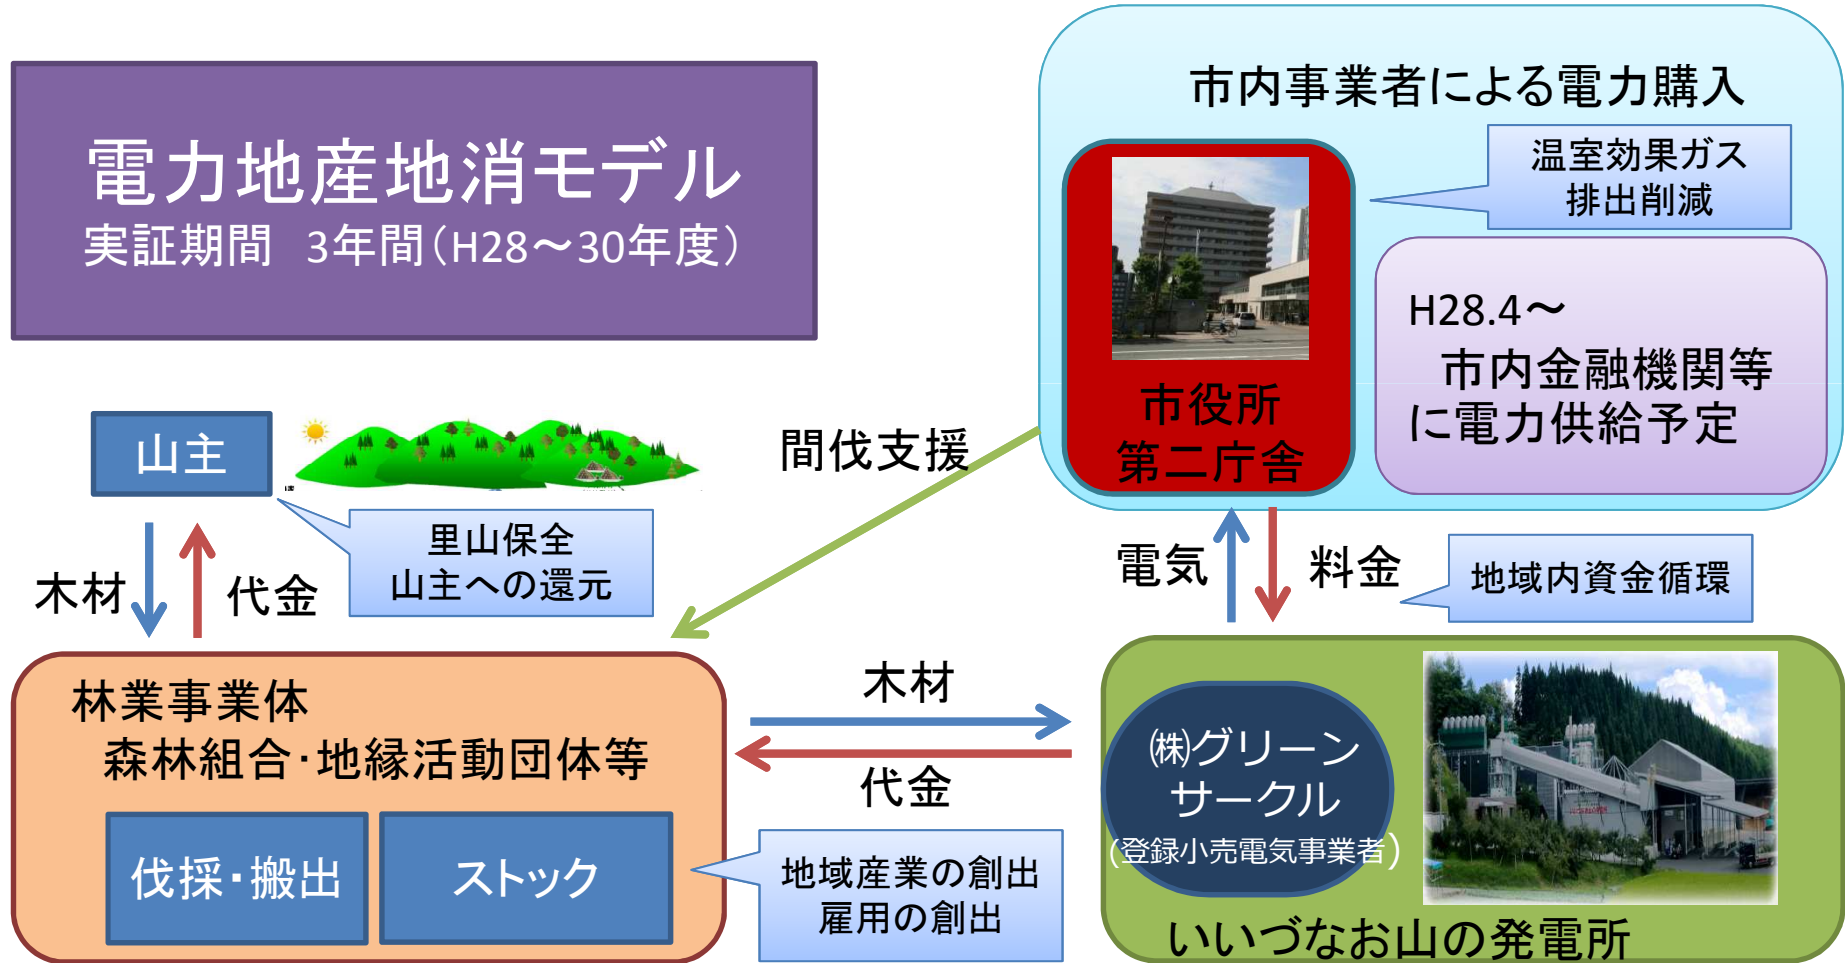 電力地産地消モデル
実証期間　3年間(H28～30年度)
市内事業者による電力購入
温室効果ガス
排出削減
市役所
第二庁舎
H28.4～
市内金融機関等
に電力供給予定
山主
間伐支援
里山保全
山主への還元
木材
代金
電気
料金
地域内資金循環
林業事業体
森林組合・地縁活動団体等
伐採・搬出
ストック
木材
代金
地域産業の創出
雇用の創出
㈱グリーン
サークル
(登録小売電気事業者)
いいづなお山の発電所